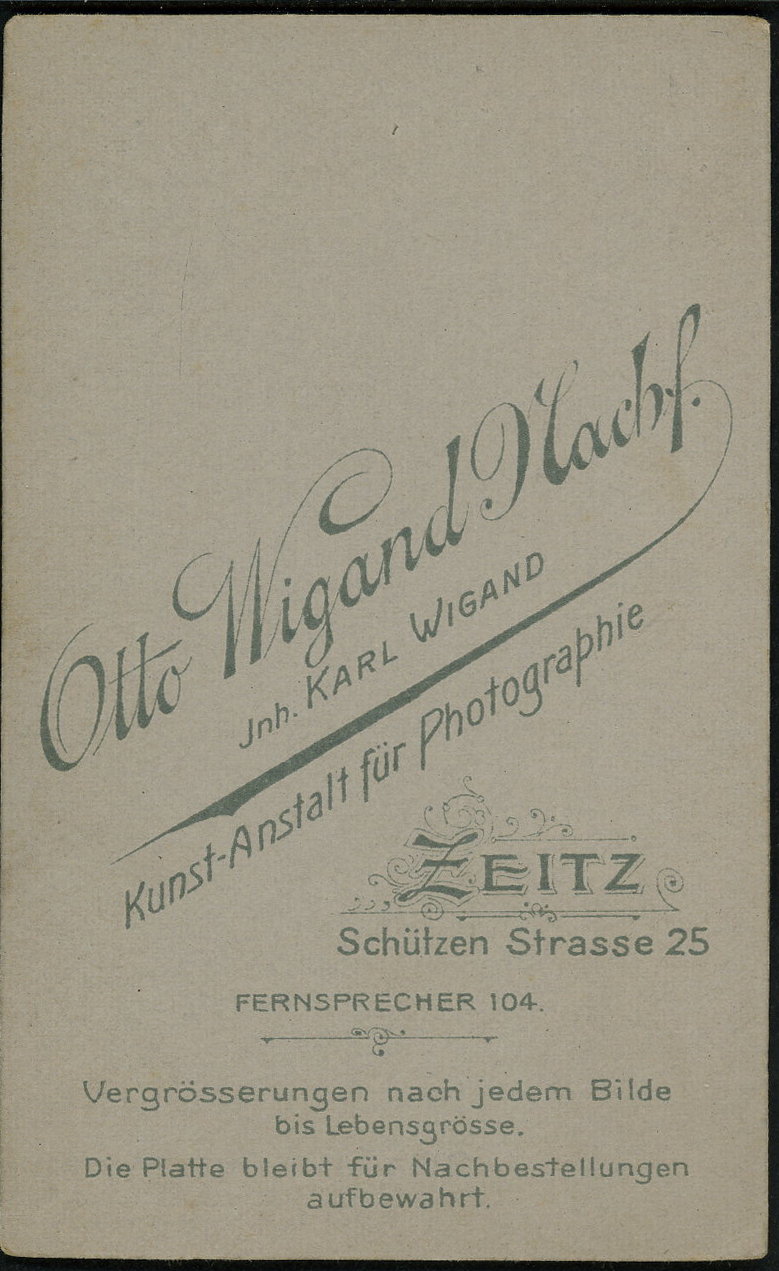 Otto Wigand Nachf.
Jnh. KARL WIGAND
Kunst-Anstalt für Photographie
ZEITZ
Schützen Strasse 25
FERNSPRECHER 104.
Vergrösserungen nach jedem Bilde
bis Lebensgrösse.
Die Platte bleibt für Nachbestellungen
aufbewahrt.